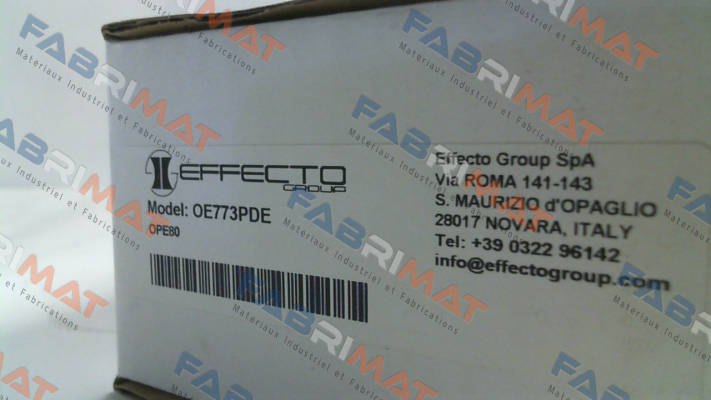 EFFECTO
GROUP
Model: OE773PDE
OPE80
Effecto Group SpA
Via ROMA 141-143
S. MAURIZIO d'OPAGLIO
28017 NOVARA, ITALY
Tel: +39 0322 96142
info@effectogroup.com
FABRIMAT
Materiaux Industriel et Fabrications